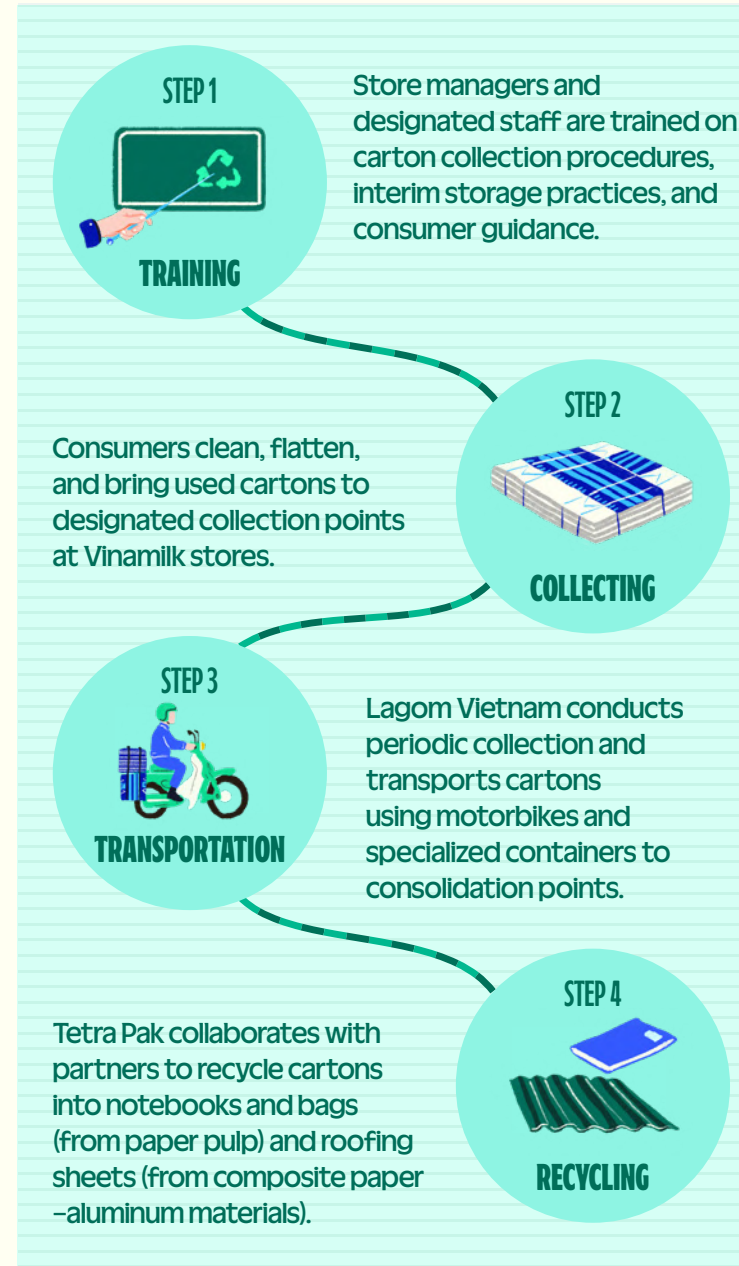 STEP 1
TRAINING
Store managers and
designated staff are trained on
carton collection procedures,
interim storage practices, and
consumer guidance.
STEP 2
COLLECTING
Consumers clean, flatten,
and bring used cartons to
designated collection points
at Vinamilk stores.
STEP 3
TRANSPORTATION
Lagom Vietnam conducts
periodic collection and
transports cartons
using motorbikes and
specialized containers to
consolidation points.
STEP 4
RECYCLING
Tetra Pak collaborates with
partners to recycle cartons
into notebooks and bags
(from paper pulp) and roofing
sheets (from composite paper
–aluminum materials).